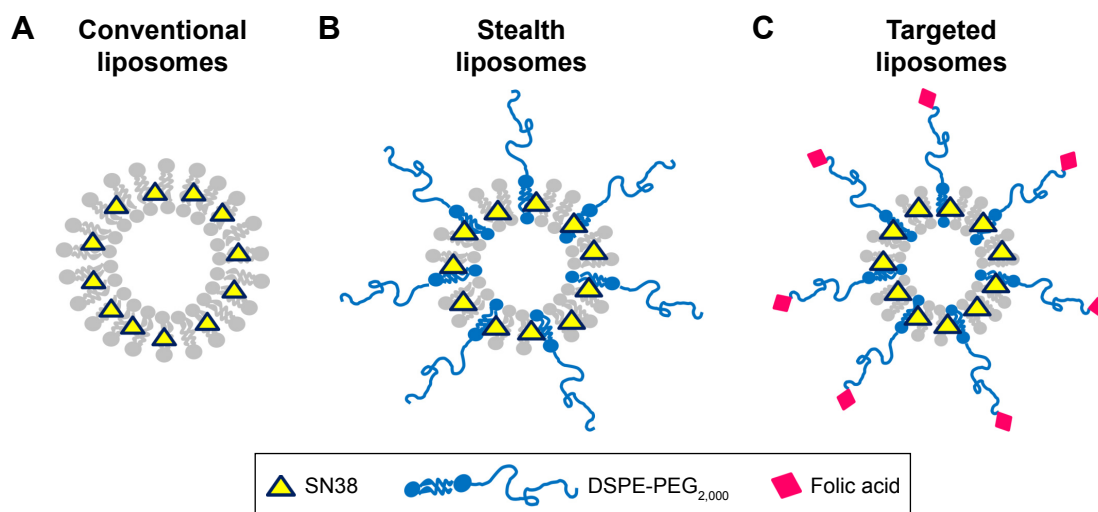 A
Conventional
liposomes
B
Stealth
liposomes
C
Targeted
liposomes
SN38
DSPE-PEG2,000
Folic acid